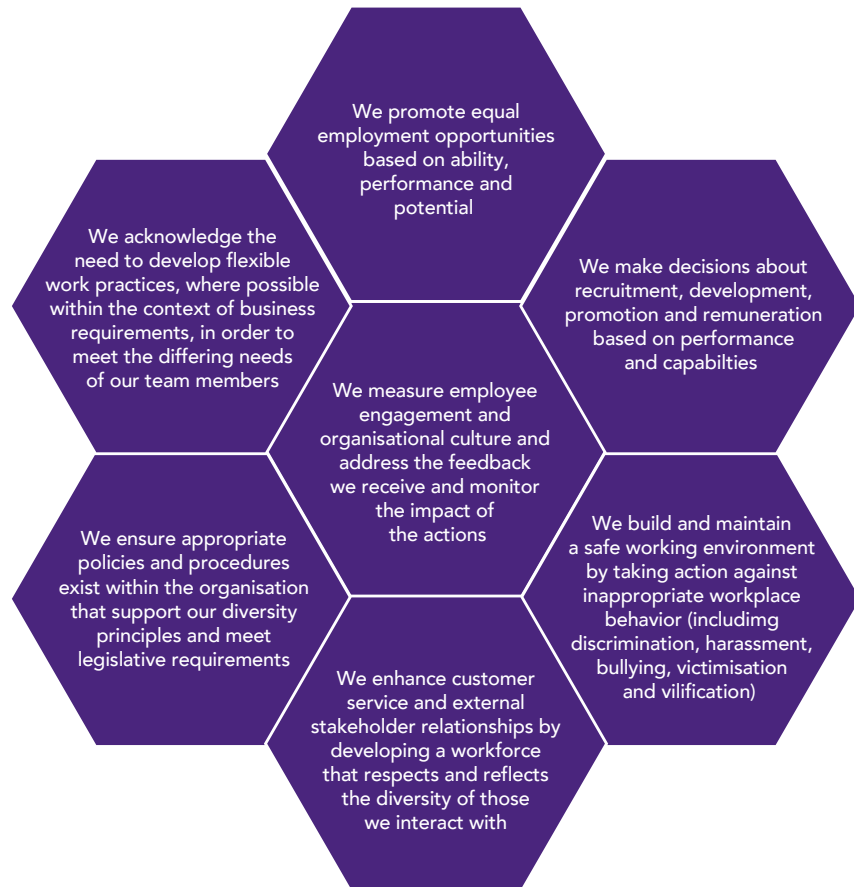 We promote equal
employment opportunities
based on ability,
performance and
potential
We acknowledge the
need to develop flexible
work practices, where possible
within the context of business
requirements, in order to
meet the differing needs
of our team members
We make decisions about
recruitment, development,
promotion and remuneration
based on performance
and capabilties
We measure employee
engagement and
organisational culture and
address the feedback
we receive and monitor
the impact of
the actions
We ensure appropriate
policies and procedures
exist within the organisation
that support our diversity
principles and meet
legislative requirements
We build and maintain
a safe working environment
by taking action against
inappropriate workplace
behavior (includimg
discrimination, harassment,
bullying, victimisation
and vilification)
We enhance customer
service and external
stakeholder relationships by
developing a workforce
that respects and reflects
the diversity of those
we interact with